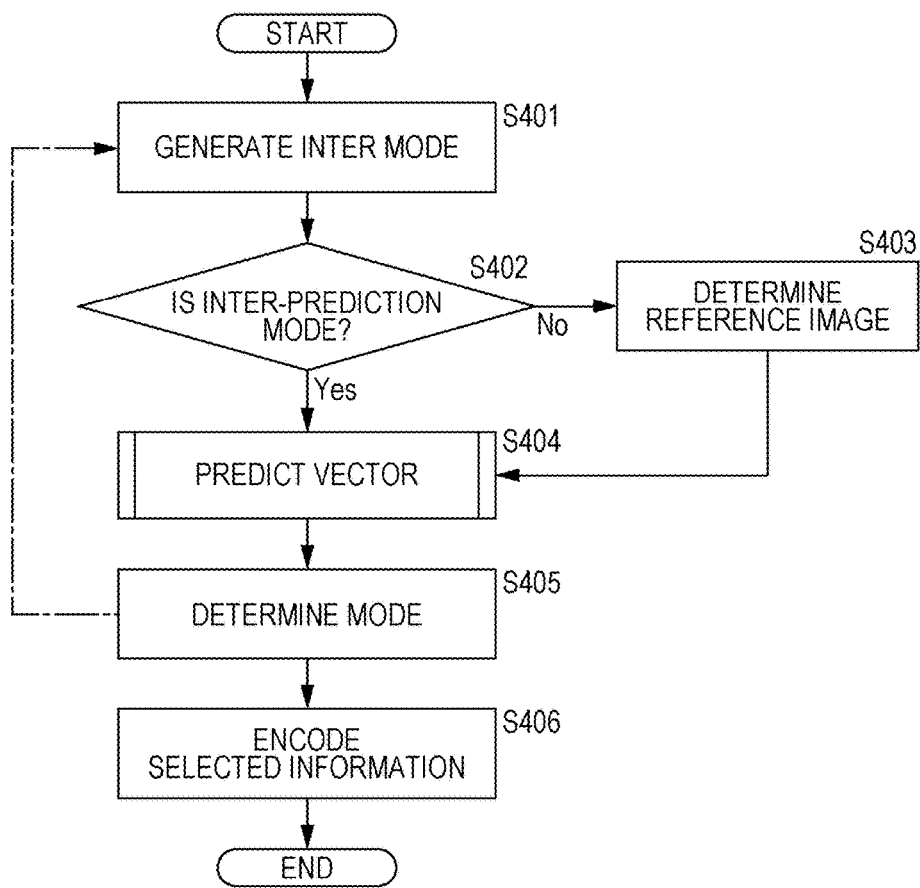 START
S401
GENERATE INTER MODE
S402
IS INTER-PREDICTION
MODE?
No
Yes
S403
DETERMINE
REFERENCE IMAGE
S404
PREDICT VECTOR
S405
DETERMINE MODE
S406
ENCODE
SELECTED INFORMATION
END